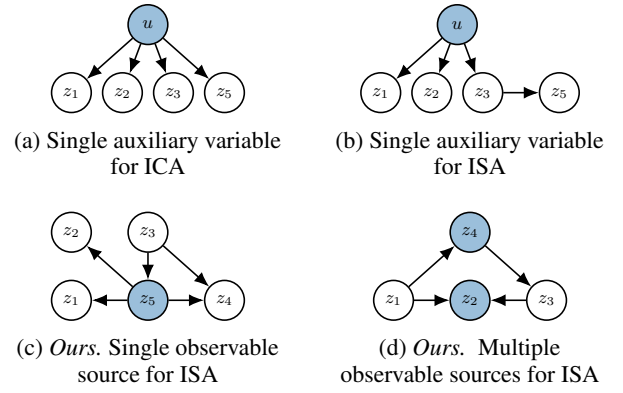 u
z₁ z₂ z₃ z₅
(a) Single auxiliary variable
for ICA
u
z₁ z₂ z₃ z₅
(b) Single auxiliary variable
for ISA
z₂ z₃
z₁ z₅ z₄
(c) Ours. Single observable
source for ISA
z₄
z₁ z₂ z₃
(d) Ours. Multiple
observable sources for ISA